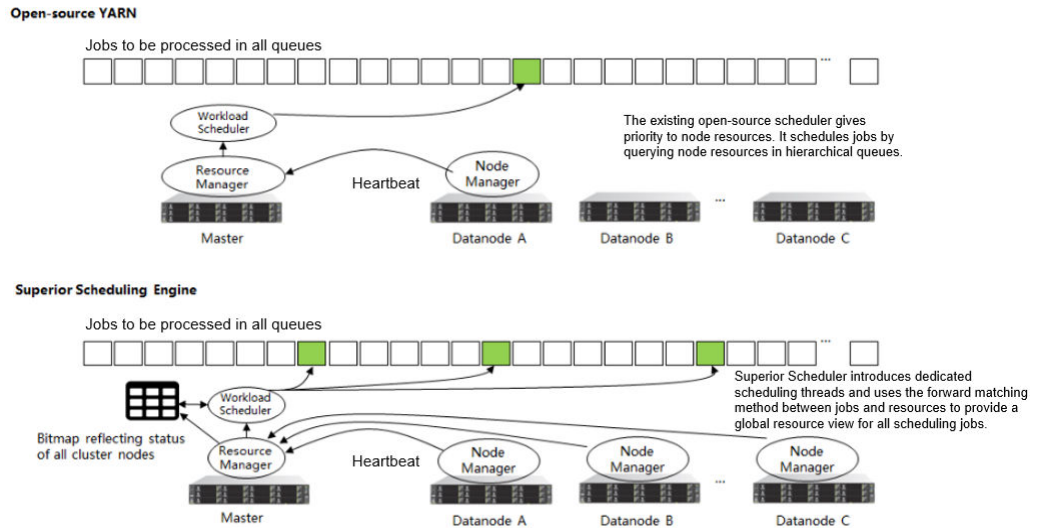 Open-source YARN
Jobs to be processed in all queues
...
Workload
Scheduler
The existing open-source scheduler gives
priority to node resources. It schedules jobs by
querying node resources in hierarchical queues.
Resource
Manager
Heartbeat
Node
Manager
...
Master
Datanode A
Datanode B
Datanode C
Superior Scheduling Engine
Jobs to be processed in all queues
...
Superior Scheduler introduces dedicated
scheduling threads and uses the forward matching
method between jobs and resources to provide a
global resource view for all scheduling jobs.
Workload
Scheduler
Bitmap reflecting status
of all cluster nodes
Resource
Manager
Heartbeat
Node
Manager
Node
Manager
Node
Manager
...
Master
Datanode A
Datanode B
Datanode C